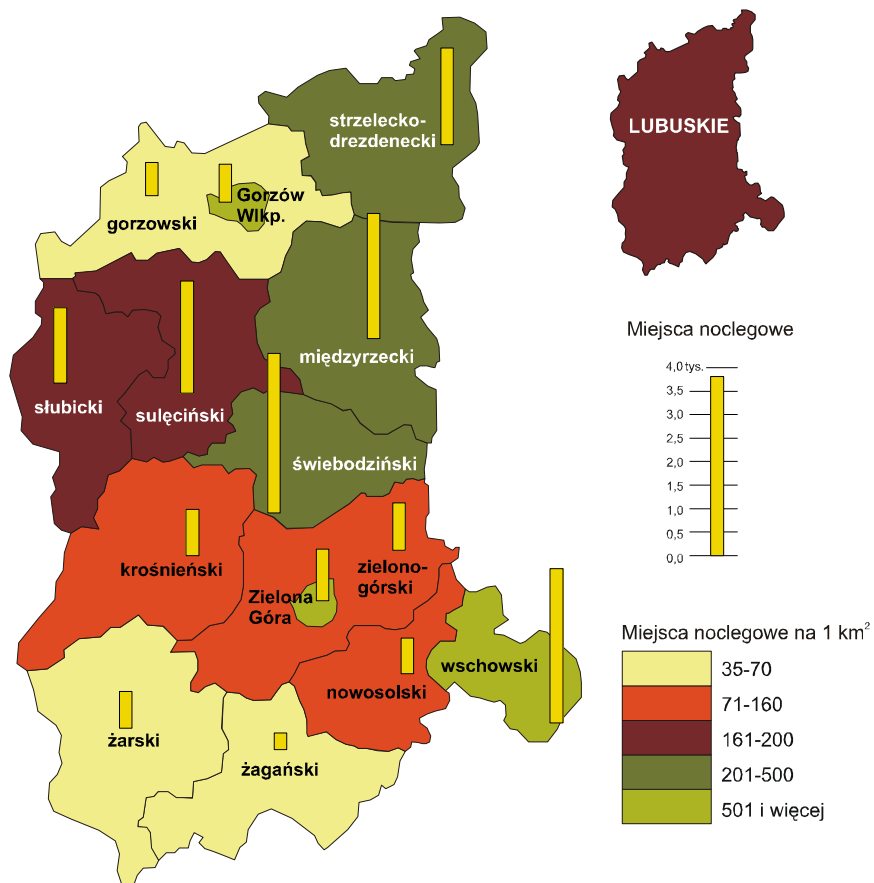 strzelecko-
drezdenecki
LUBUSKIE
Gorzów
Wlkp.
gorzowski
międzyrzecki
słubicki
sulęciński
świebodziński
krośnieński
zielono-
górski
Zielona
Góra
wschowski
nowosolski
żarski
żagański
Miejsca noclegowe
4,0 tys.
3,5
3,0
2,5
2,0
1,5
1,0
0,5
0,0
Miejsca noclegowe na 1 km²
35-70
71-160
161-200
201-500
501 i więcej